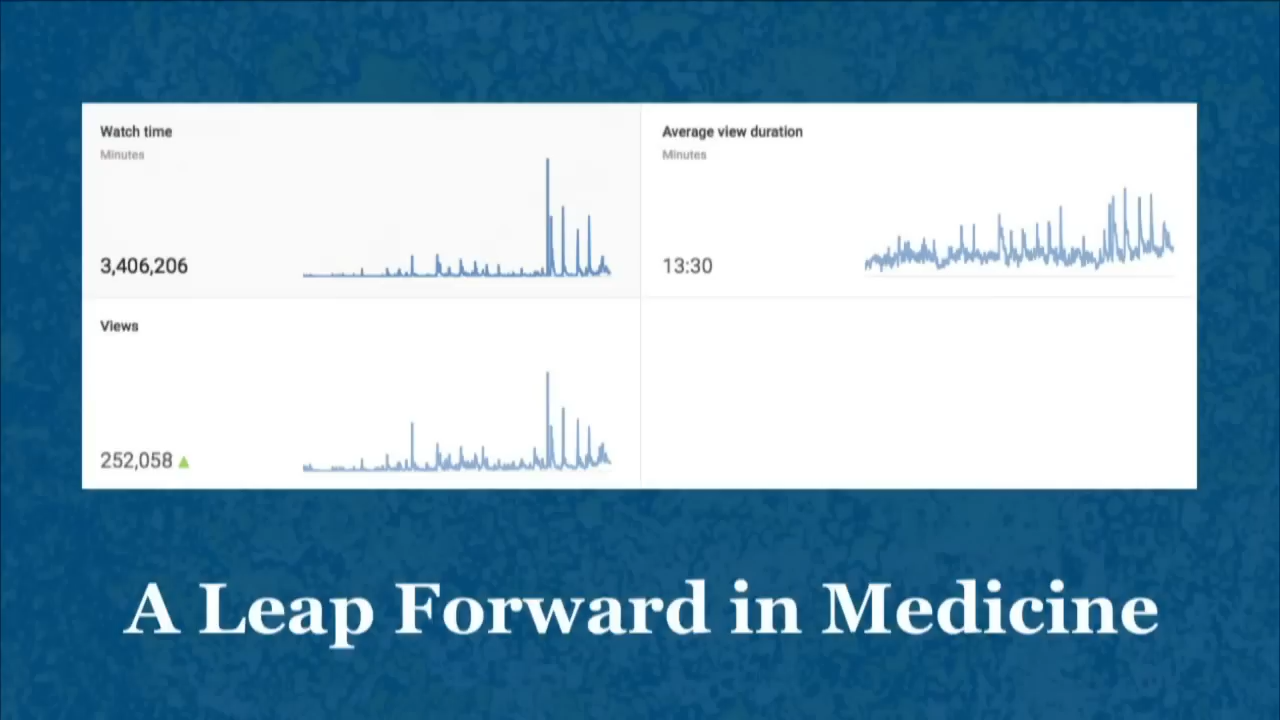 Watch time
Minutes
3,406,206
Average view duration
Minutes
13:30
Views
252,058
A Leap Forward in Medicine